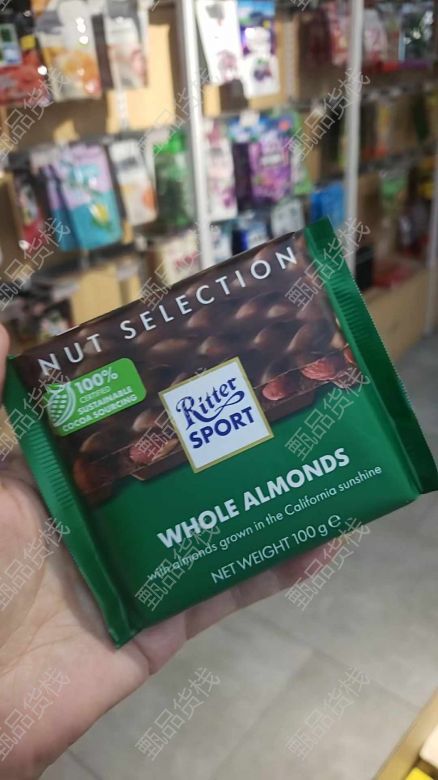 NUT SELECTION
100%
CERTIFIED
SUSTAINABLE
COCOA SOURCING
Ritter
SPORT
WHOLE ALMONDS
with almonds grown in the California sunshine
NET WEIGHT 100 g ℮
甄品货栈